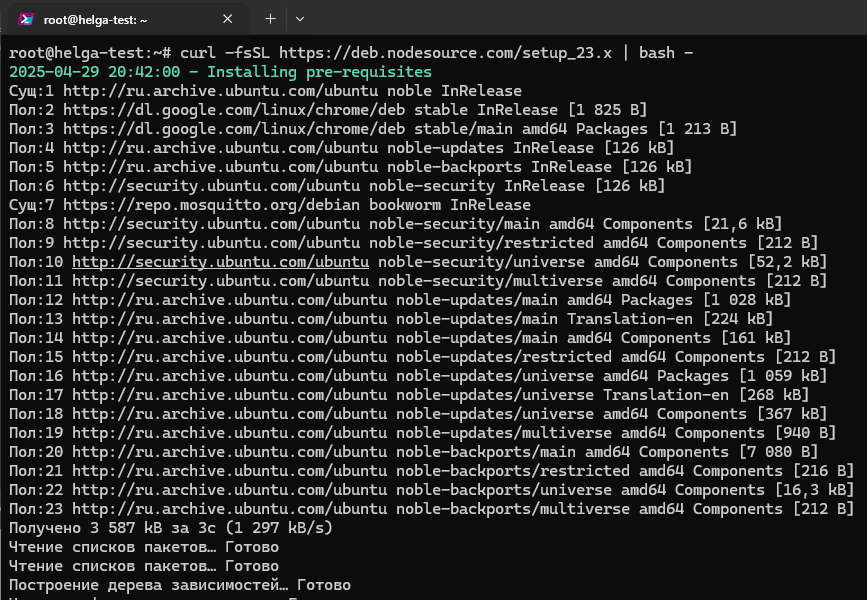 root@helga-test: ~
root@helga-test:~# curl -fsSL https://deb.nodesource.com/setup_23.x | bash -
2025-04-29 20:42:00 - Installing pre-requisites
Сущ:1 http://ru.archive.ubuntu.com/ubuntu noble InRelease
Пол:2 https://dl.google.com/linux/chrome/deb stable InRelease [1 825 B]
Пол:3 https://dl.google.com/linux/chrome/deb stable/main amd64 Packages [1 213 B]
Пол:4 http://ru.archive.ubuntu.com/ubuntu noble-updates InRelease [126 kB]
Пол:5 http://ru.archive.ubuntu.com/ubuntu noble-backports InRelease [126 kB]
Пол:6 http://security.ubuntu.com/ubuntu noble-security InRelease [126 kB]
Сущ:7 https://repo.mosquitto.org/debian bookworm InRelease
Пол:8 http://security.ubuntu.com/ubuntu noble-security/main amd64 Components [21,6 kB]
Пол:9 http://security.ubuntu.com/ubuntu noble-security/restricted amd64 Components [212 B]
Пол:10 http://security.ubuntu.com/ubuntu noble-security/universe amd64 Components [52,2 kB]
Пол:11 http://security.ubuntu.com/ubuntu noble-security/multiverse amd64 Components [212 B]
Пол:12 http://ru.archive.ubuntu.com/ubuntu noble-updates/main amd64 Packages [1 028 kB]
Пол:13 http://ru.archive.ubuntu.com/ubuntu noble-updates/main Translation-en [224 kB]
Пол:14 http://ru.archive.ubuntu.com/ubuntu noble-updates/main amd64 Components [161 kB]
Пол:15 http://ru.archive.ubuntu.com/ubuntu noble-updates/restricted amd64 Components [212 B]
Пол:16 http://ru.archive.ubuntu.com/ubuntu noble-updates/universe amd64 Packages [1 059 kB]
Пол:17 http://ru.archive.ubuntu.com/ubuntu noble-updates/universe Translation-en [268 kB]
Пол:18 http://ru.archive.ubuntu.com/ubuntu noble-updates/universe amd64 Components [367 kB]
Пол:19 http://ru.archive.ubuntu.com/ubuntu noble-updates/multiverse amd64 Components [940 B]
Пол:20 http://ru.archive.ubuntu.com/ubuntu noble-backports/main amd64 Components [7 080 B]
Пол:21 http://ru.archive.ubuntu.com/ubuntu noble-backports/restricted amd64 Components [216 B]
Пол:22 http://ru.archive.ubuntu.com/ubuntu noble-backports/universe amd64 Components [16,3 kB]
Пол:23 http://ru.archive.ubuntu.com/ubuntu noble-backports/multiverse amd64 Components [212 B]
Получено 3 587 kB за 3с (1 297 kB/s)
Чтение списков пакетов… Готово
Чтение списков пакетов… Готово
Построение дерева зависимостей… Готово